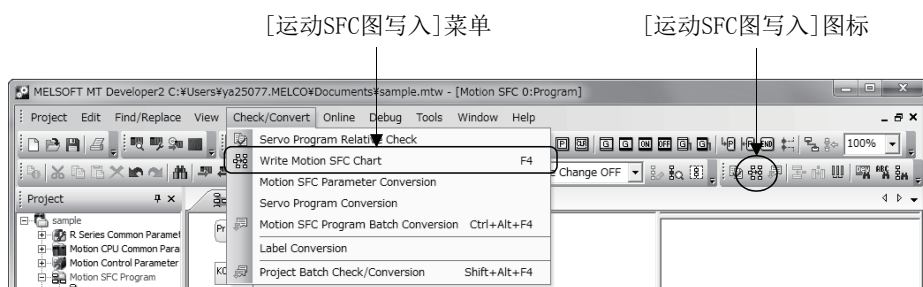 [运动SFC图写入]菜单
[运动SFC图写入]图标
MELSOFT MT Developer2 C:¥Users¥ya25077.MELCO¥Documents¥sample.mtw - [Motion SFC 0:Program]
Project Edit Find/Replace View Check/Convert Online Debug Tools Window Help
Servo Program Relative Check
100%
Write Motion SFC Chart F4
Change OFF
Motion SFC Parameter Conversion
Project
Servo Program Conversion
sample
Pr
Motion SFC Program Batch Conversion Ctrl+Alt+F4
R Series Common Paramet
Motion CPU Common Para
Label Conversion
Motion Control Parameter
Motion SFC Program
KC
Project Batch Check/Conversion Shift+Alt+F4